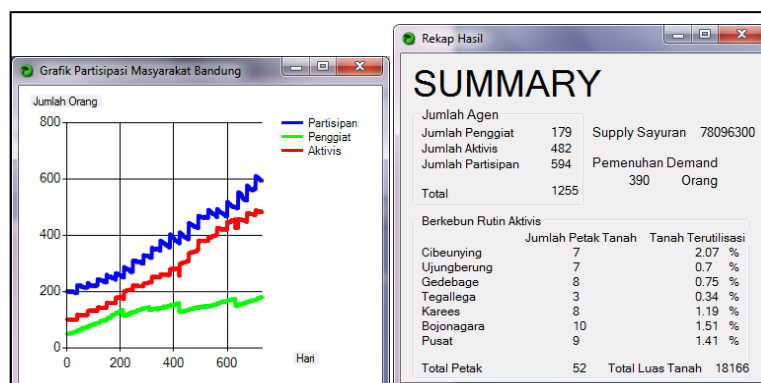 Grafik Partisipasi Masyarakat Bandung
Jumlah Orang
800
600
400
200
0
0 200 400 600
Hari
Partisipan
Penggiat
Aktivis
Rekap Hasil
SUMMARY
Jumlah Agen
Jumlah Penggiat 179
Jumlah Aktivis 482
Jumlah Partisipan 594
Total 1255
Supply Sayuran 78096300
Pemenuhan Demand
390 Orang
Berkebun Rutin Aktivis
Jumlah Petak Tanah Tanah Terutilisasi
Cibeunying 7 2.07 %
Ujungberung 7 0.7 %
Gedebage 8 0.75 %
Tegallega 3 0.34 %
Karees 8 1.19 %
Bojonagara 10 1.51 %
Pusat 9 1.41 %
Total Petak 52 Total Luas Tanah 18166